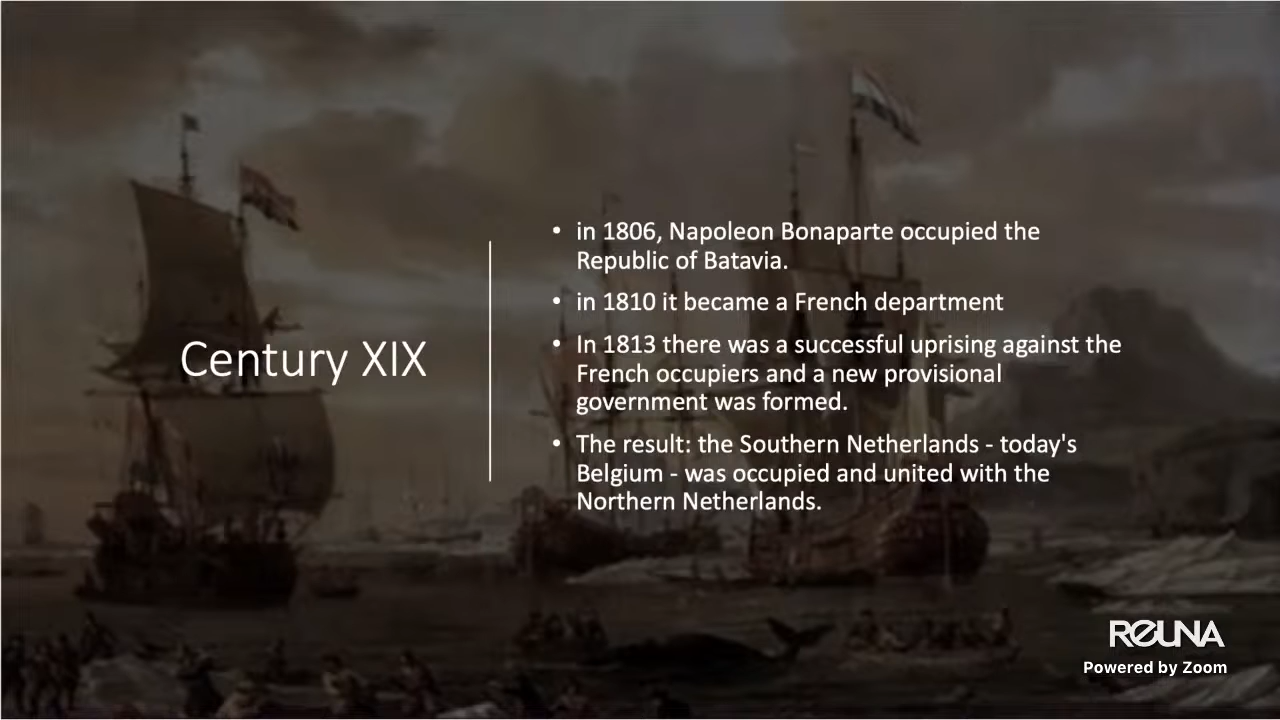 Century XIX
• in 1806, Napoleon Bonaparte occupied the
Republic of Batavia.
• in 1810 it became a French department
• In 1813 there was a successful uprising against the
French occupiers and a new provisional
government was formed.
• The result: the Southern Netherlands - today's
Belgium - was occupied and united with the
Northern Netherlands.
REUNA
Powered by Zoom